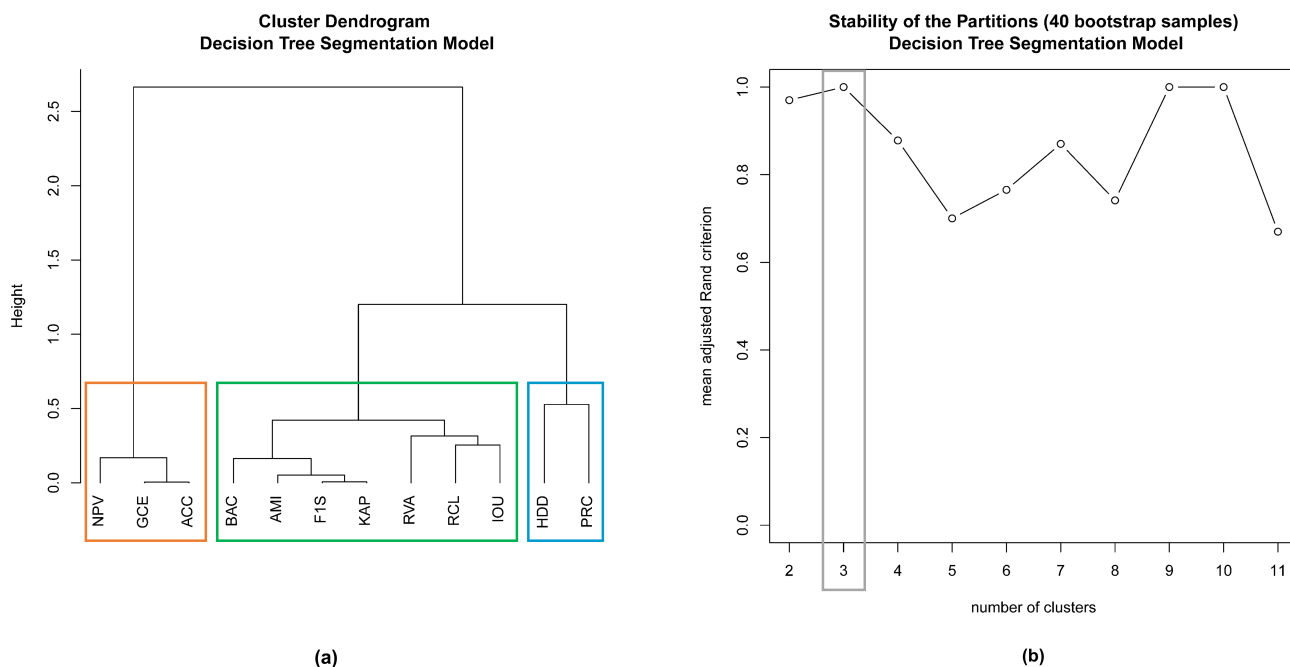 Cluster Dendrogram
Decision Tree Segmentation Model
Height
2.5
2.0
1.5
1.0
0.5
0.0
NPV
GCE
ACC
BAC
AMI
F1S
KAP
RVA
RCL
IOU
HDD
PRC
(a)
Stability of the Partitions (40 bootstrap samples)
Decision Tree Segmentation Model
mean adjusted Rand criterion
1.0
0.8
0.6
0.4
0.2
0.0
2 3 4 5 6 7 8 9 10 11
number of clusters
(b)